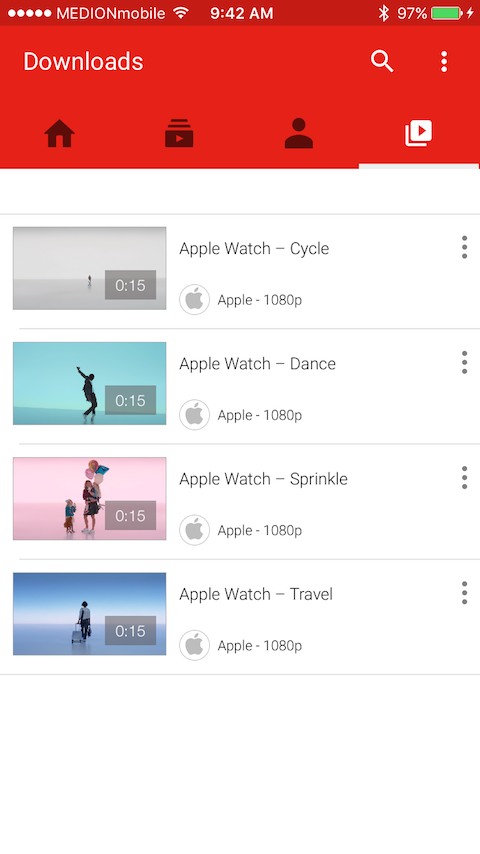 MEDIONmobile 9:42 AM 97%
Downloads
0:15
Apple Watch – Cycle
Apple - 1080p
0:15
Apple Watch – Dance
Apple - 1080p
0:15
Apple Watch – Sprinkle
Apple - 1080p
0:15
Apple Watch – Travel
Apple - 1080p